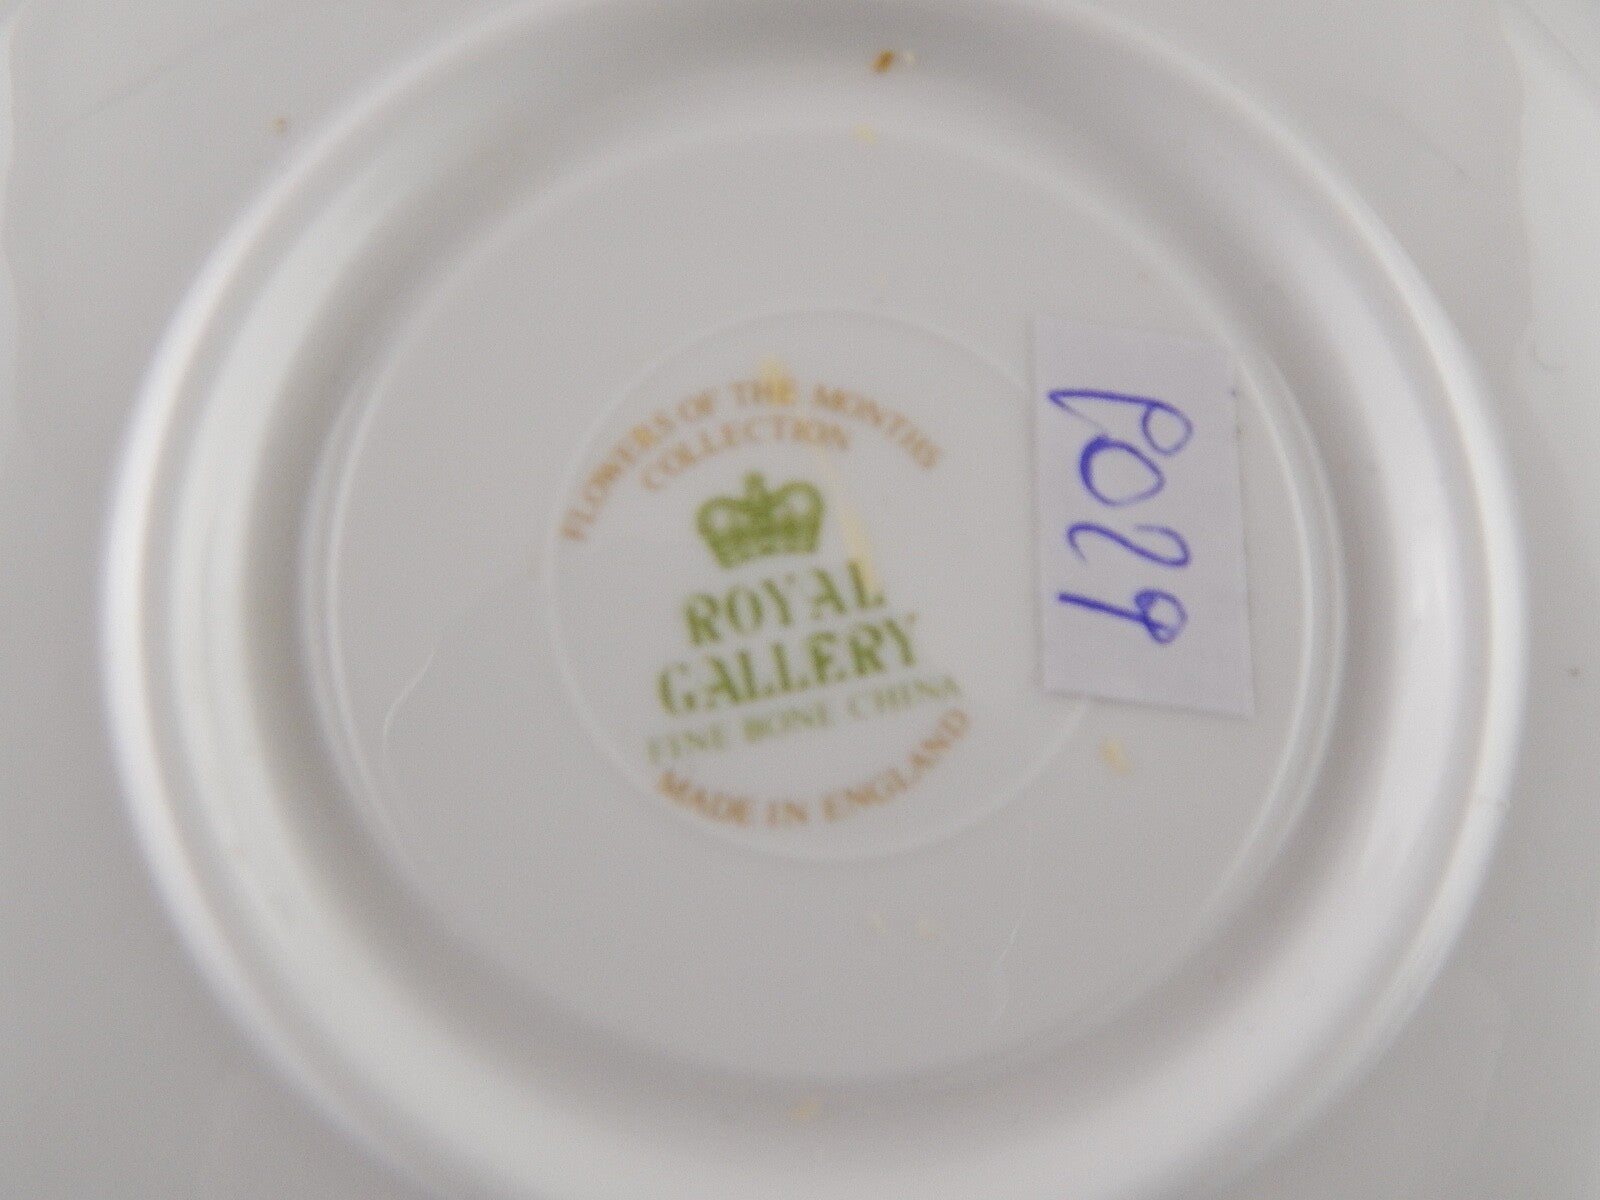 FLOWERS OF THE MONTHS
COLLECTION
ROYAL
GALLERY
FINE BONE CHINA
MADE IN ENGLAND
P029